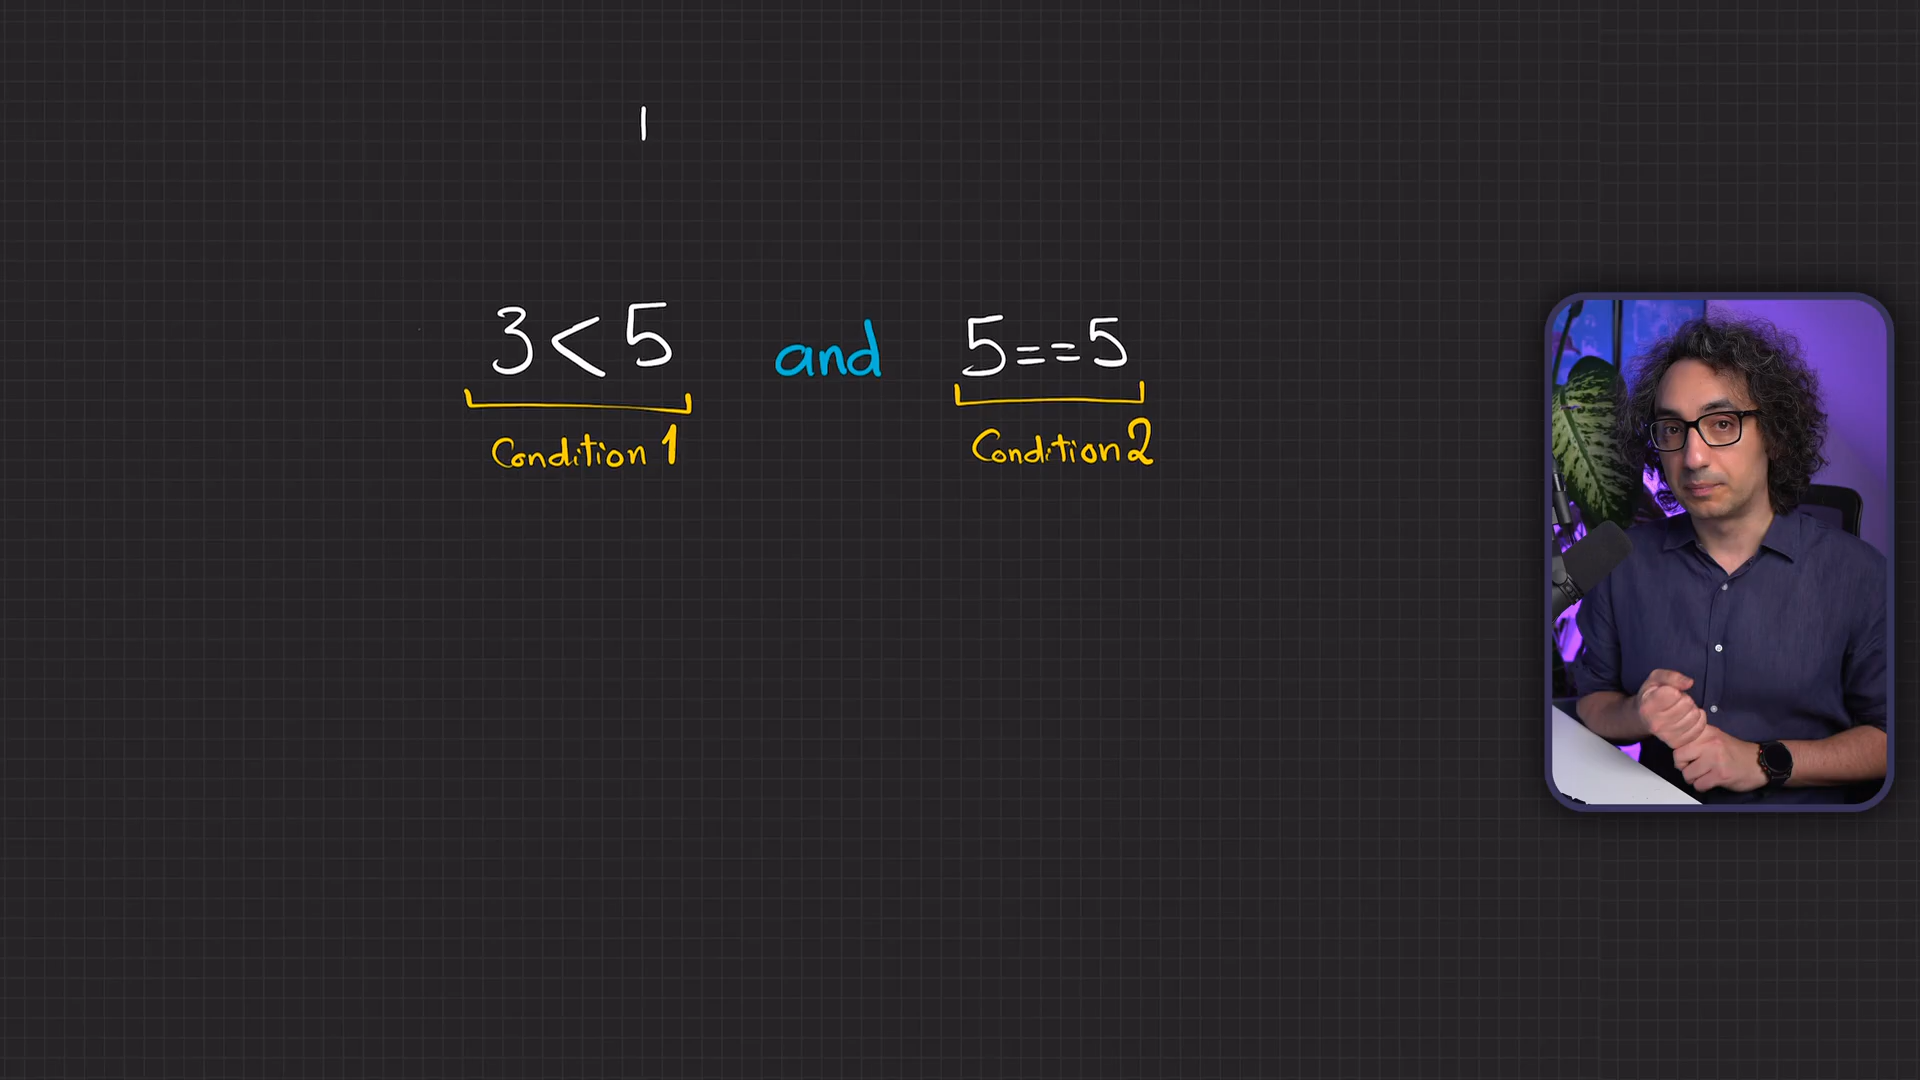 3 < 5 and 5 == 5
Condition 1 Condition 2